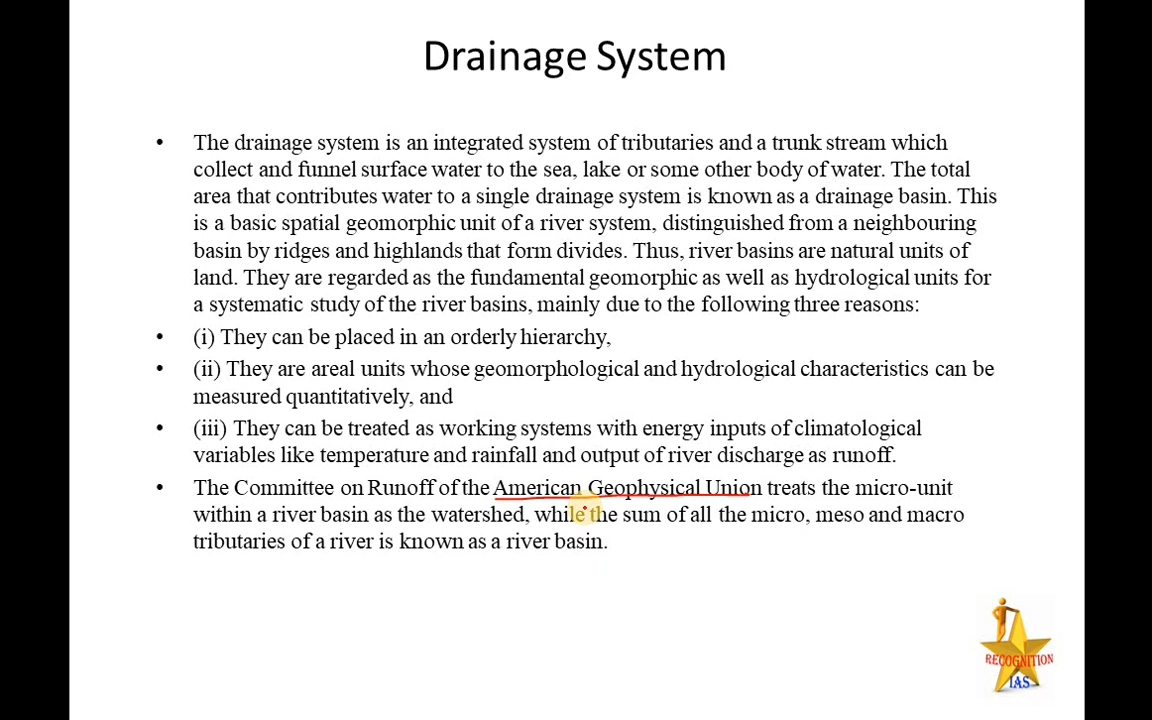 Drainage System
• The drainage system is an integrated system of tributaries and a trunk stream which
collect and funnel surface water to the sea, lake or some other body of water. The total
area that contributes water to a single drainage system is known as a drainage basin. This
is a basic spatial geomorphic unit of a river system, distinguished from a neighbouring
basin by ridges and highlands that form divides. Thus, river basins are natural units of
land. They are regarded as the fundamental geomorphic as well as hydrological units for
a systematic study of the river basins, mainly due to the following three reasons:
• (i) They can be placed in an orderly hierarchy,
• (ii) They are areal units whose geomorphological and hydrological characteristics can be
measured quantitatively, and
• (iii) They can be treated as working systems with energy inputs of climatological
variables like temperature and rainfall and output of river discharge as runoff.
• The Committee on Runoff of the American Geophysical Union treats the micro-unit
within a river basin as the watershed, while the sum of all the micro, meso and macro
tributaries of a river is known as a river basin.
RECOGNITION
IAS